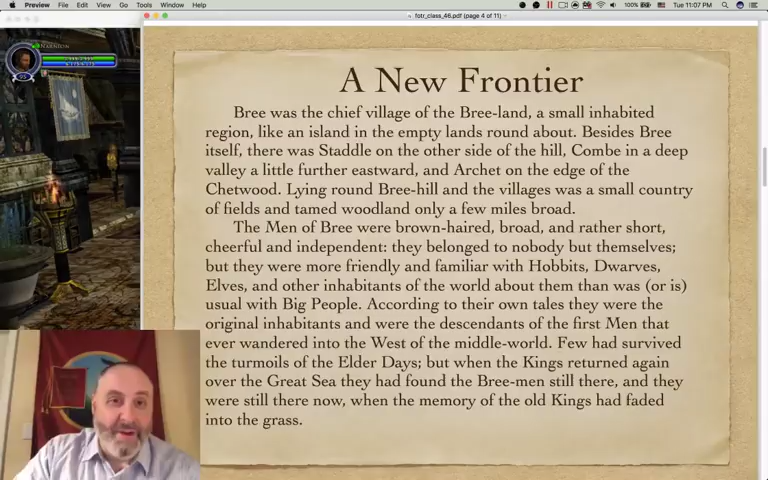 Preview File Edit View Go Tools Window Help
100%
Tue 11:07 PM
fotr_class_46.pdf (page 4 of 11)
95
A New Frontier
Bree was the chief village of the Bree-land, a small inhabited
region, like an island in the empty lands round about. Besides Bree
itself, there was Staddle on the other side of the hill, Combe in a deep
valley a little further eastward, and Archet on the edge of the
Chetwood. Lying round Bree-hill and the villages was a small country
of fields and tamed woodland only a few miles broad.
The Men of Bree were brown-haired, broad, and rather short,
cheerful and independent: they belonged to nobody but themselves;
but they were more friendly and familiar with Hobbits, Dwarves,
Elves, and other inhabitants of the world about them than was (or is)
usual with Big People. According to their own tales they were the
original inhabitants and were the descendants of the first Men that
ever wandered into the West of the middle-world. Few had survived
the turmoils of the Elder Days; but when the Kings returned again
over the Great Sea they had found the Bree-men still there, and they
were still there now, when the memory of the old Kings had faded
into the grass.